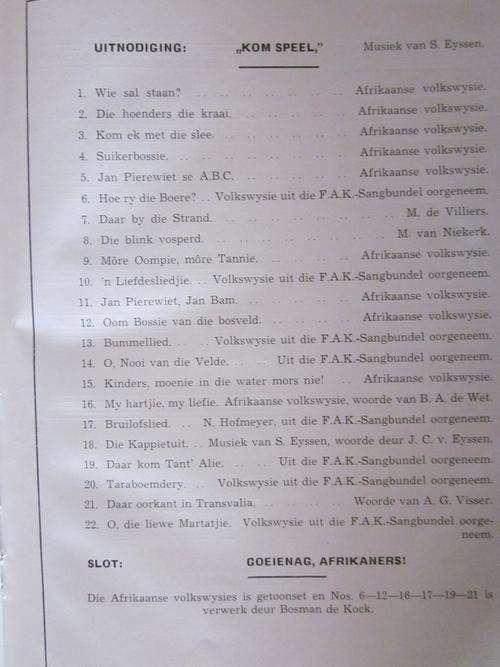 UITNODIGING: „KOM SPEEL," Musiek van S. Eyssen.
1. Wie sal staan? .. .. .. .. .. .. .. Afrikaanse volkswysie.
2. Die hoenders die kraai. .. .. .. .. .. Afrikaanse volkswysie.
3. Kom ek met die slee .. .. .. .. .. Afrikaanse volkswysie.
4. Suikerbossie. .. .. .. .. .. .. .. Afrikaanse volkswysie.
5. Jan Pierewiet se A.B.C. .. .. .. .. .. Afrikaanse volkswysie.
6. Hoe ry die Boere? .. Volkswysie uit die F.A.K.-Sangbundel oorgeneem.
7. Daar by die Strand. .. .. .. .. .. .. .. M. de Villiers.
8. Die blink vosperd. .. .. .. .. .. .. .. M. van Niekerk.
9. Môre Oompie, môre Tannie. .. .. .. .. Afrikaanse volkswysie.
10. 'n Liefdesliedjie. .. Volkswysie uit die F.A.K.-Sangbundel oorgeneem.
11. Jan Pierewiet, Jan Bam. .. .. .. .. Afrikaanse volkswysie.
12. Oom Bossie van die bosveld. .. .. .. .. Afrikaanse volkswysie.
13. Bummellied. .. .. Volkswysie uit die F.A.K.-Sangbundel oorgeneem.
14. O, Nooi van die Velde. .. .. Uit die F.A.K.-Sangbundel oorgeneem.
15. Kinders, moenie in die water mors nie! .. Afrikaanse volkswysie.
16. My hartjie, my liefie. Afrikaanse volkswysie, woorde van B. A. de Wet.
17. Bruilofslied. .. N. Hofmeyer, uit die F.A.K.-Sangbundel oorgeneem.
18. Die Kappietuit. .. Musiek van S. Eyssen, woorde deur J. C. v. Eyssen.
19. Daar kom Tant' Alie. .. .. Uit die F.A.K.-Sangbundel oorgeneem.
20. Taraboemdery. .. Volkswysie uit die F.A.K.-Sangbundel oorgeneem.
21. Daar oorkant in Transvalia. .. .. .. .. Woorde van A. G. Visser.
22. O, die liewe Martatjie. Volkswysie uit die F.A.K.-Sangbundel oorge-
neem.
SLOT: GOEIENAG, AFRIKANERS!
Die Afrikaanse volkswysies is getoonset en Nos. 6—12—16—17—19—21 is
verwerk deur Bosman de Kock.